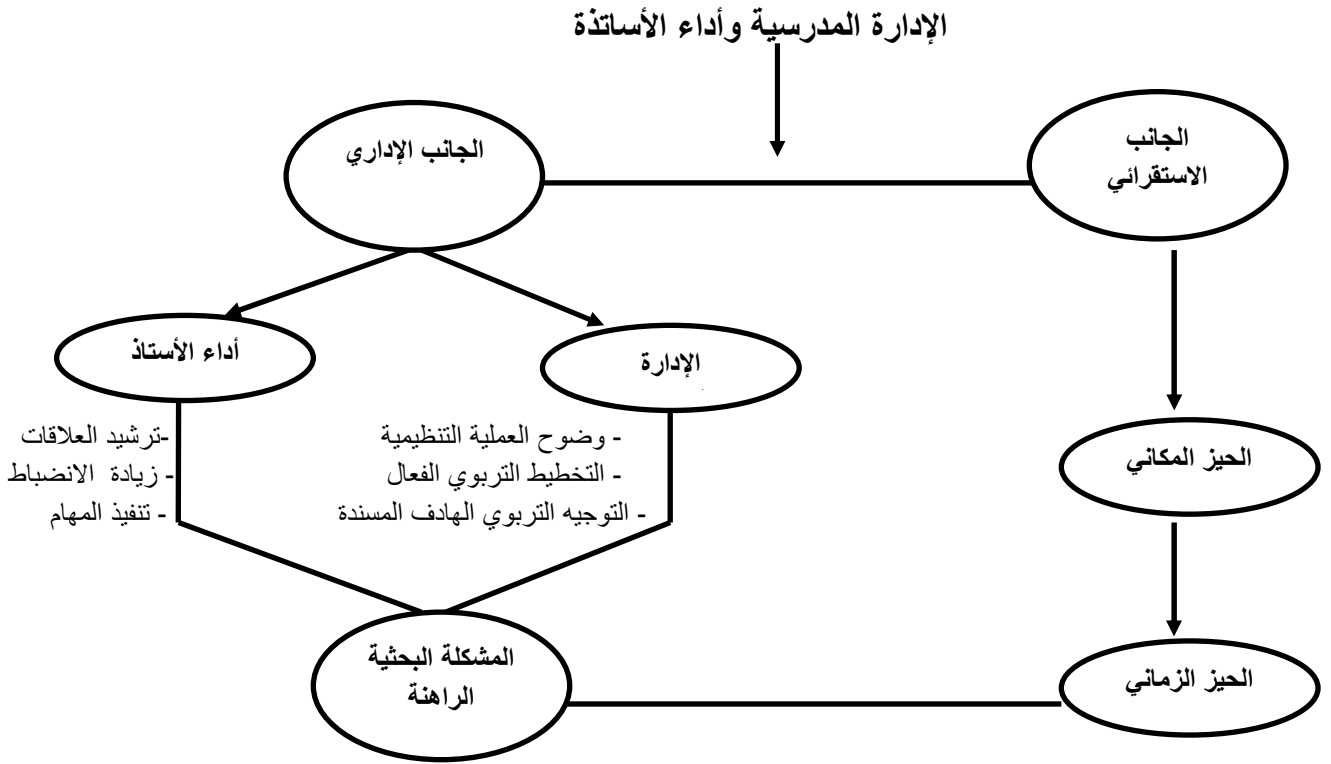 الإدارة المدرسية وأداء الأساتذة
الجانب
الاستقرائي
الجانب الإداري
الإدارة
أداء الأستاذ
- وضوح العملية التنظيمية
- التخطيط التربوي الفعال
- التوجيه التربوي الهادف المسندة
-ترشيد العلاقات
- زيادة الانضباط
- تنفيذ المهام
الحيز المكاني
الحيز الزماني
المشكلة البحثية
الراهنة